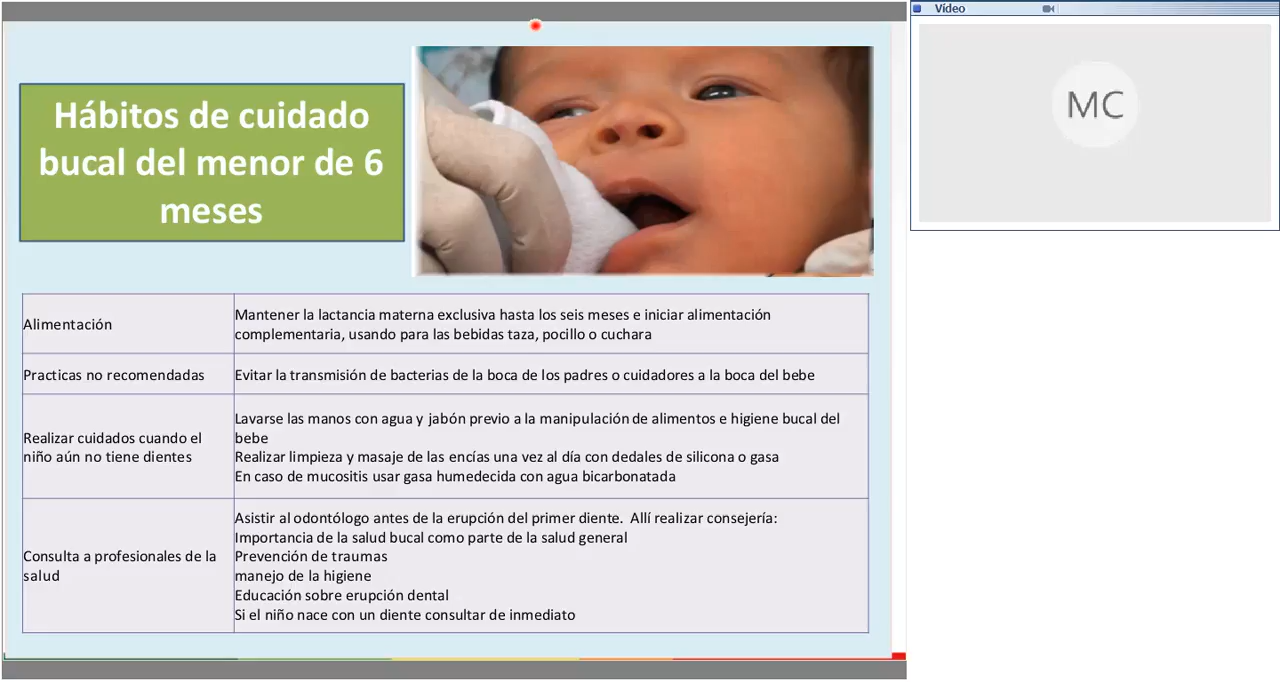 Hábitos de cuidado
bucal del menor de 6
meses
Alimentación
Mantener la lactancia materna exclusiva hasta los seis meses e iniciar alimentación
complementaria, usando para las bebidas taza, pocillo o cuchara
Practicas no recomendadas
Evitar la transmisión de bacterias de la boca de los padres o cuidadores a la boca del bebe
Realizar cuidados cuando el
niño aún no tiene dientes
Lavarse las manos con agua y jabón previo a la manipulación de alimentos e higiene bucal del
bebe
Realizar limpieza y masaje de las encías una vez al día con dedales de silicona o gasa
En caso de mucositis usar gasa humedecida con agua bicarbonatada
Consulta a profesionales de la
salud
Asistir al odontólogo antes de la erupción del primer diente. Allí realizar consejería:
Importancia de la salud bucal como parte de la salud general
Prevención de traumas
manejo de la higiene
Educación sobre erupción dental
Si el niño nace con un diente consultar de inmediato
Vídeo
MC